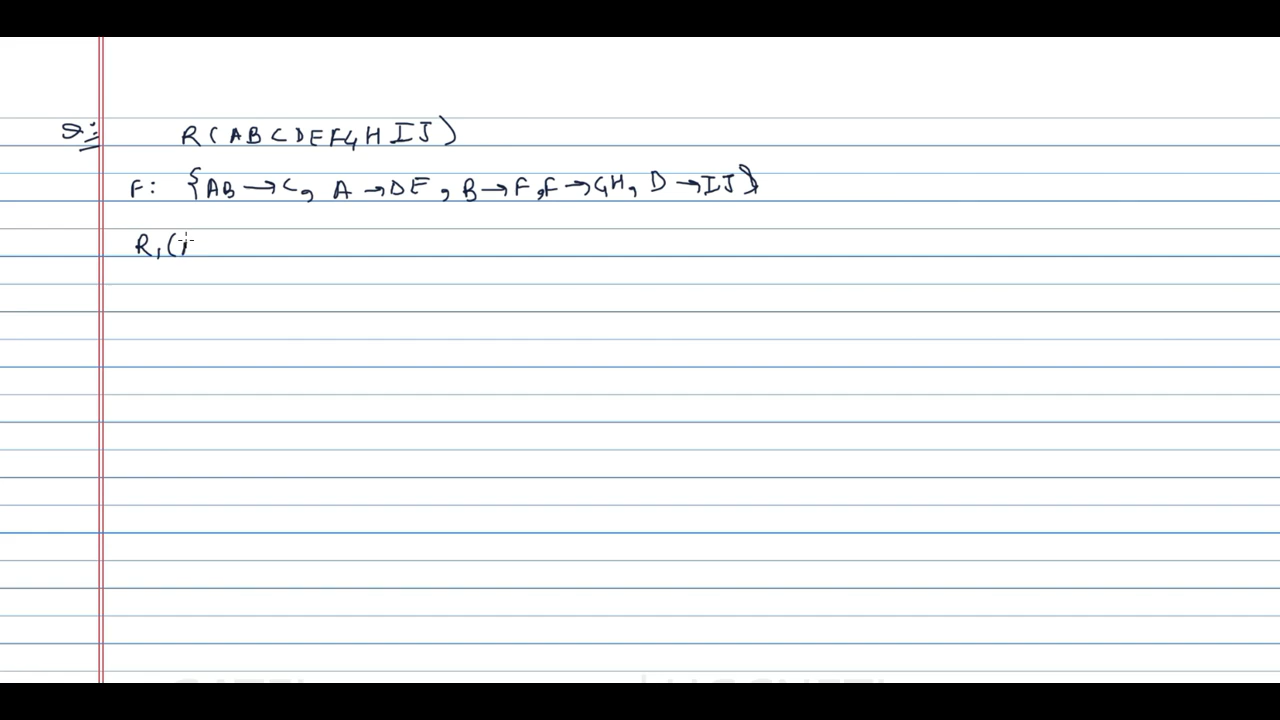 Q:
R(ABCDEFGHIJ)
F: {AB→C, A→DE, B→F, F→GH, D→IJ}
R1(